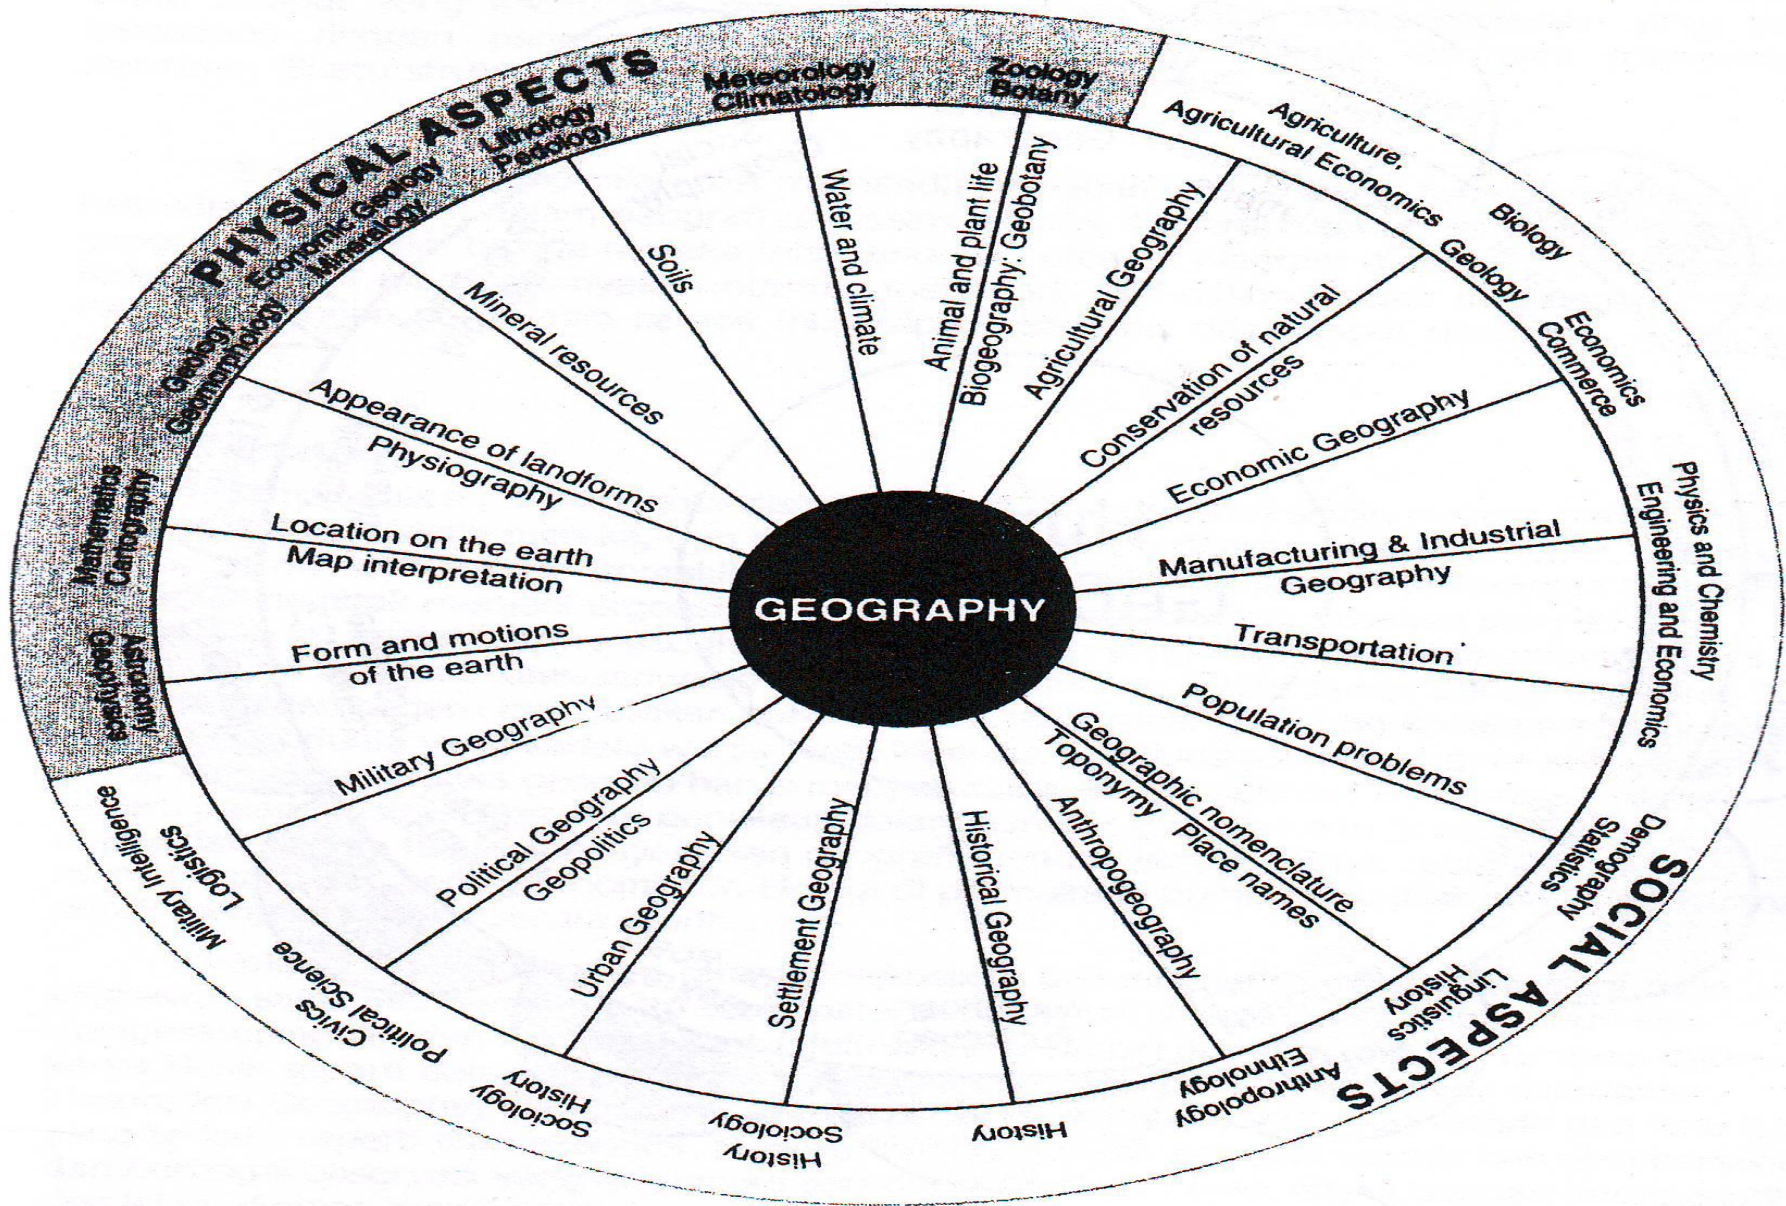 PHYSICAL ASPECTS
Astronomy
Geophysics
Mathematics
Cartography
Geology
Geomorphology
Economic Geology
Mineralogy
Lithology
Pedology
Meteorology
Climatology
Zoology
Botany
Agriculture,
Agricultural Economics
Biology
Geology
Economics
Commerce
Physics and Chemistry
Engineering and Economics
Demography
Statistics
SOCIAL ASPECTS
Linguistics
History
Anthropology
Ethnology
History
History
Sociology
Sociology
History
Civics
Political Science
Military Intelligence
Logistics
Form and motions
of the earth
Location on the earth
Map interpretation
Appearance of landforms
Physiography
Mineral resources
Soils
Water and climate
Animal and plant life
Biogeography: Geobotany
Agricultural Geography
Conservation of natural
resources
Economic Geography
Manufacturing & Industrial
Geography
Transportation
Population problems
Geographic nomenclature
Toponymy Place names
Anthropogeography
Historical Geography
Settlement Geography
Urban Geography
Political Geography
Geopolitics
Military Geography
GEOGRAPHY